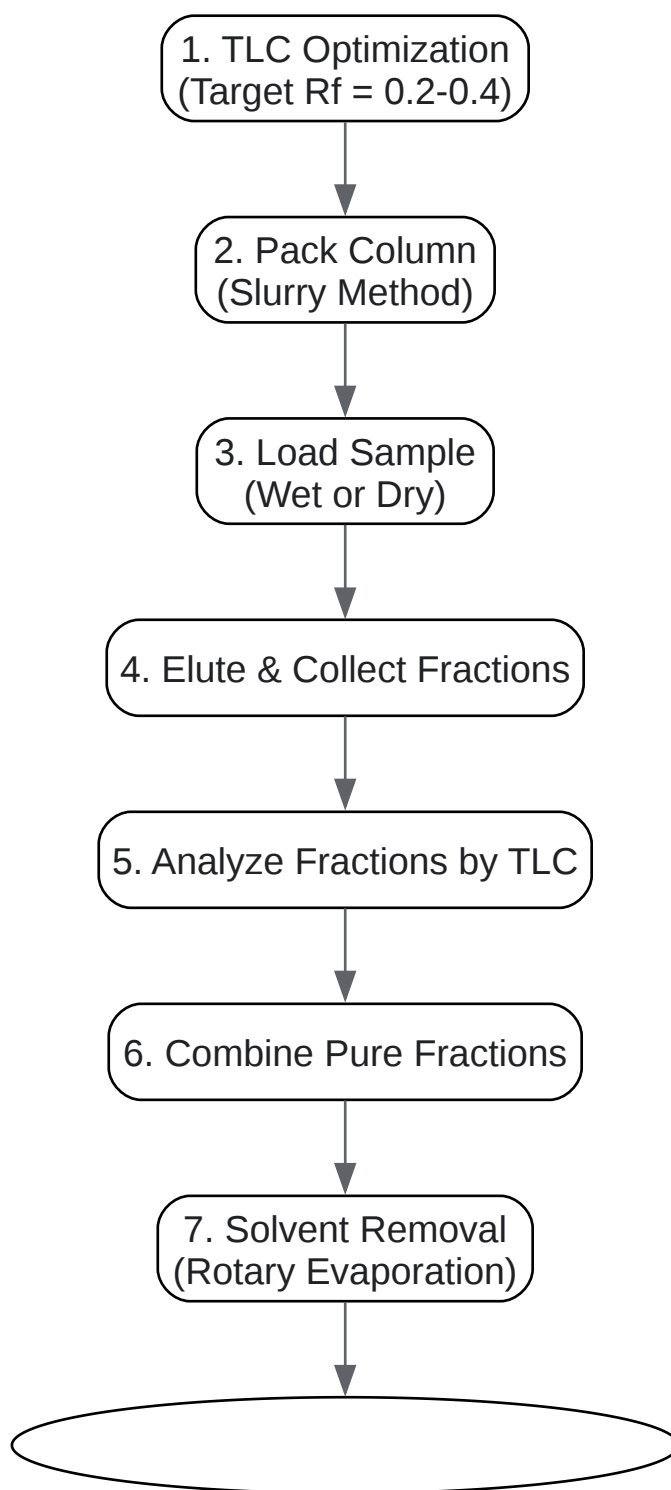 1. TLC Optimization
(Target Rf = 0.2-0.4)
2. Pack Column
(Slurry Method)
3. Load Sample
(Wet or Dry)
4. Elute & Collect Fractions
5. Analyze Fractions by TLC
6. Combine Pure Fractions
7. Solvent Removal
(Rotary Evaporation)